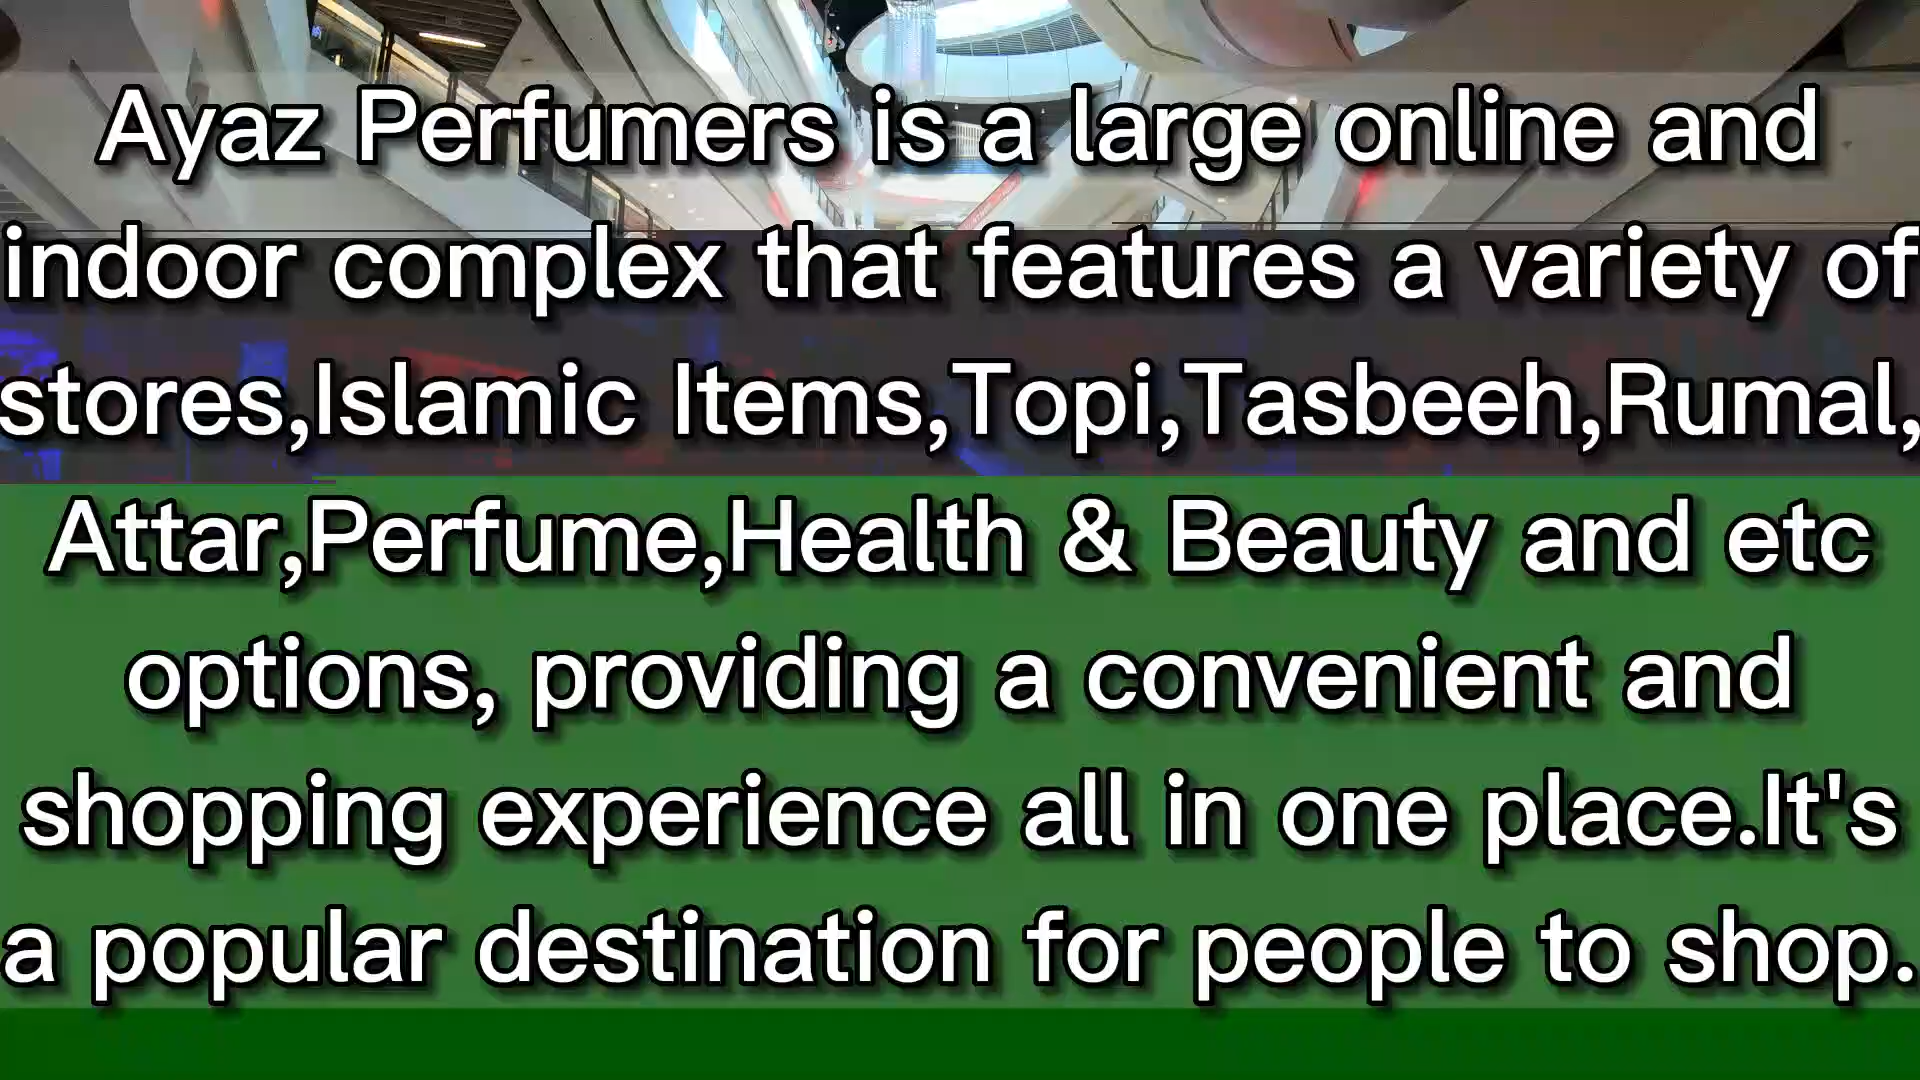 Ayaz Perfumers is a large online and
indoor complex that features a variety of
stores,Islamic Items,Topi,Tasbeeh,Rumal,
Attar,Perfume,Health & Beauty and etc
options, providing a convenient and
shopping experience all in one place.It's
a popular destination for people to shop.